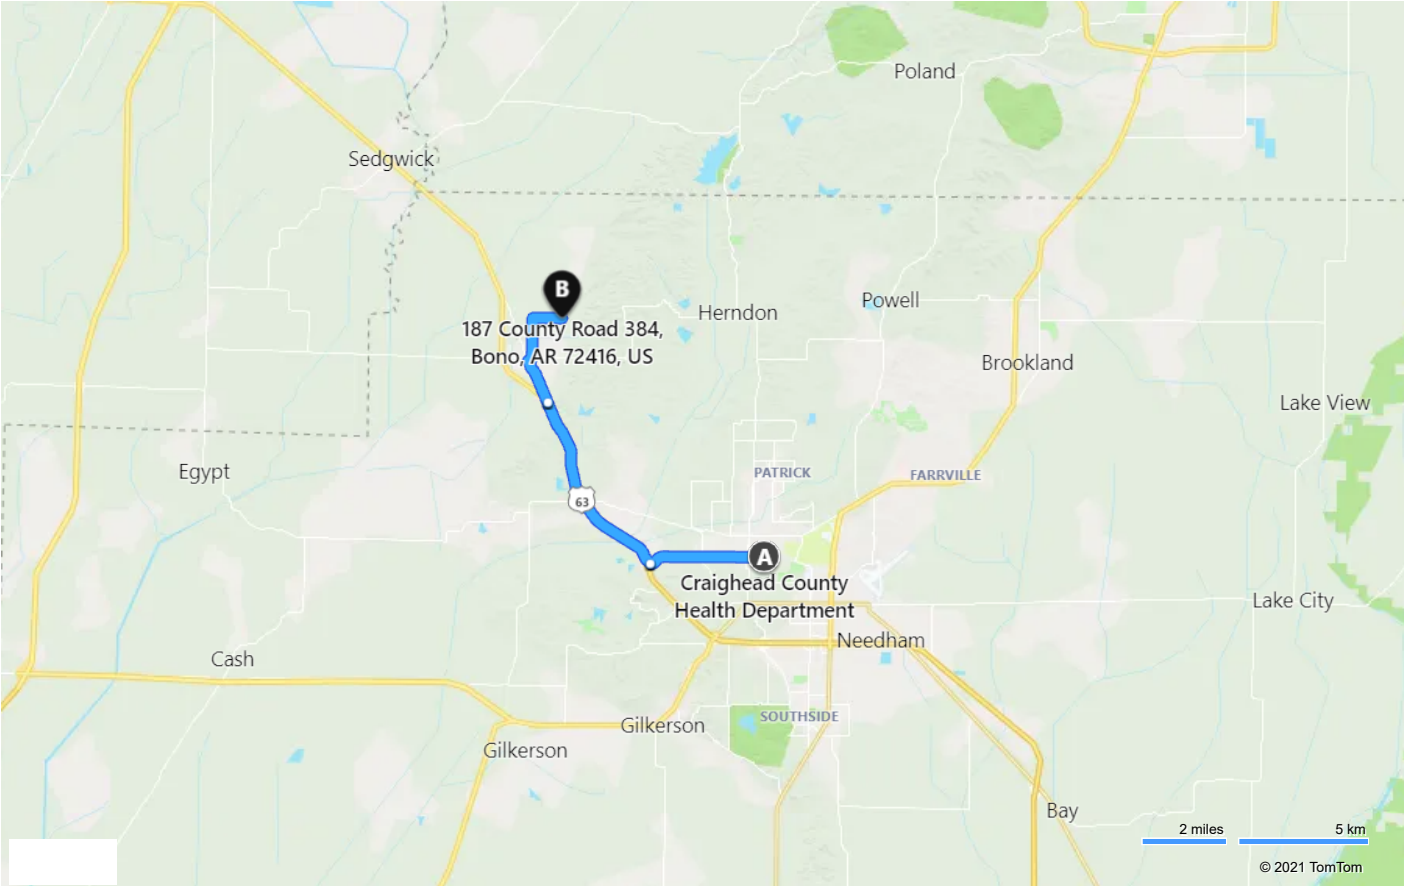 Poland
Sedgwick
B
Powell
Herndon
187 County Road 384,
Bono, AR 72416, US
Brookland
Lake View
Egypt
PATRICK
FARRVILLE
63
A
Craighead County
Health Department
Lake City
Needham
Cash
SOUTHSIDE
Gilkerson
Gilkerson
Bay
2 miles
5 km
© 2021 TomTom